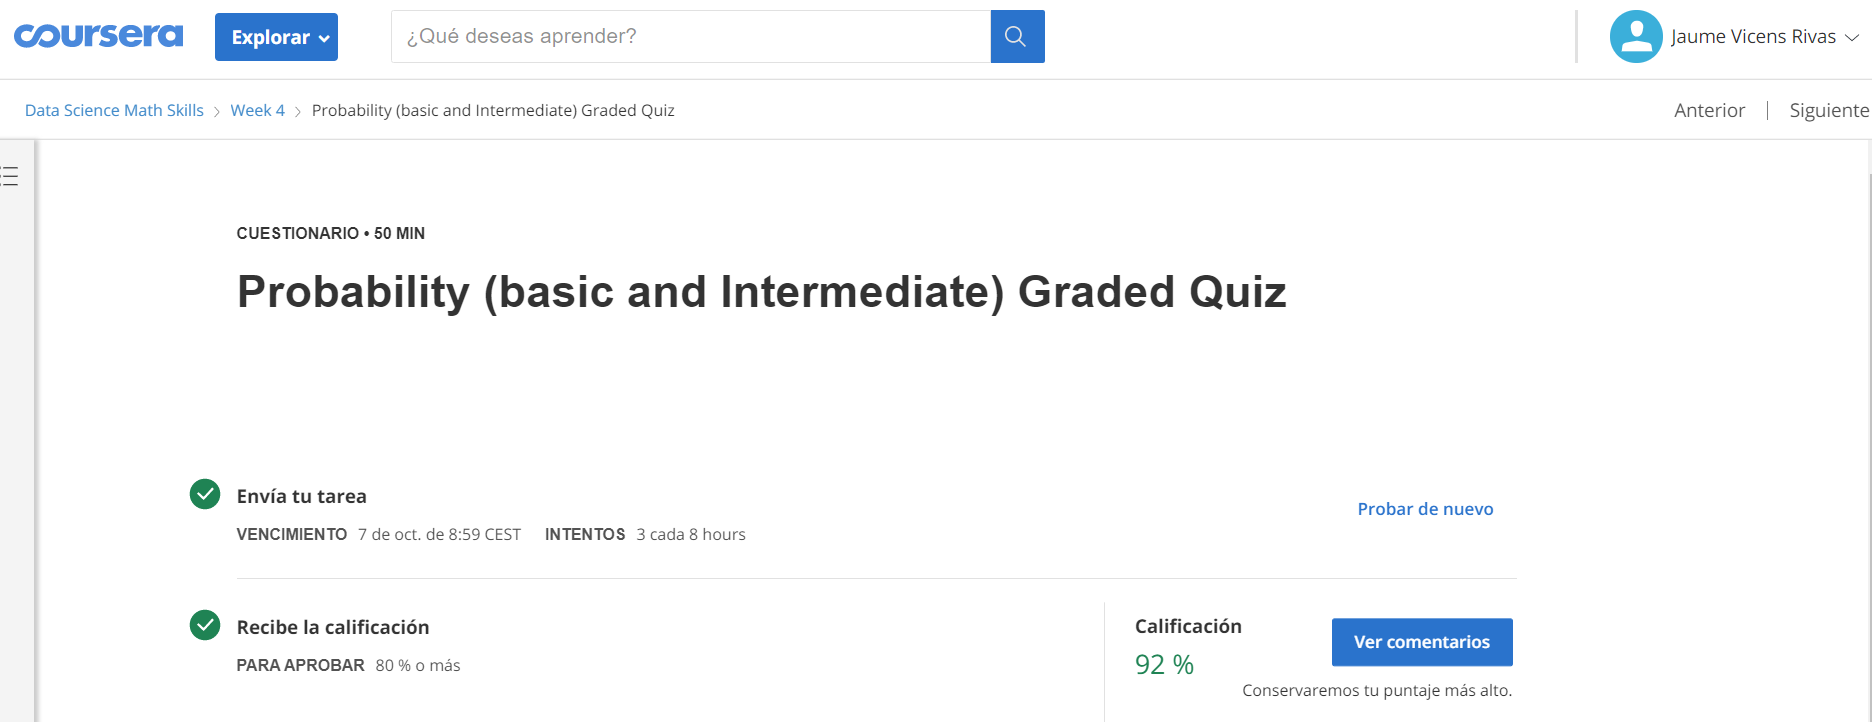 coursera
Explorar
¿Qué deseas aprender?
Jaume Vicens Rivas
Data Science Math Skills > Week 4 > Probability (basic and Intermediate) Graded Quiz
Anterior | Siguiente
CUESTIONARIO • 50 MIN
Probability (basic and Intermediate) Graded Quiz
Envía tu tarea
VENCIMIENTO 7 de oct. de 8:59 CEST INTENTOS 3 cada 8 hours
Probar de nuevo
Recibe la calificación
PARA APROBAR 80 % o más
Calificación
92 %
Ver comentarios
Conservaremos tu puntaje más alto.